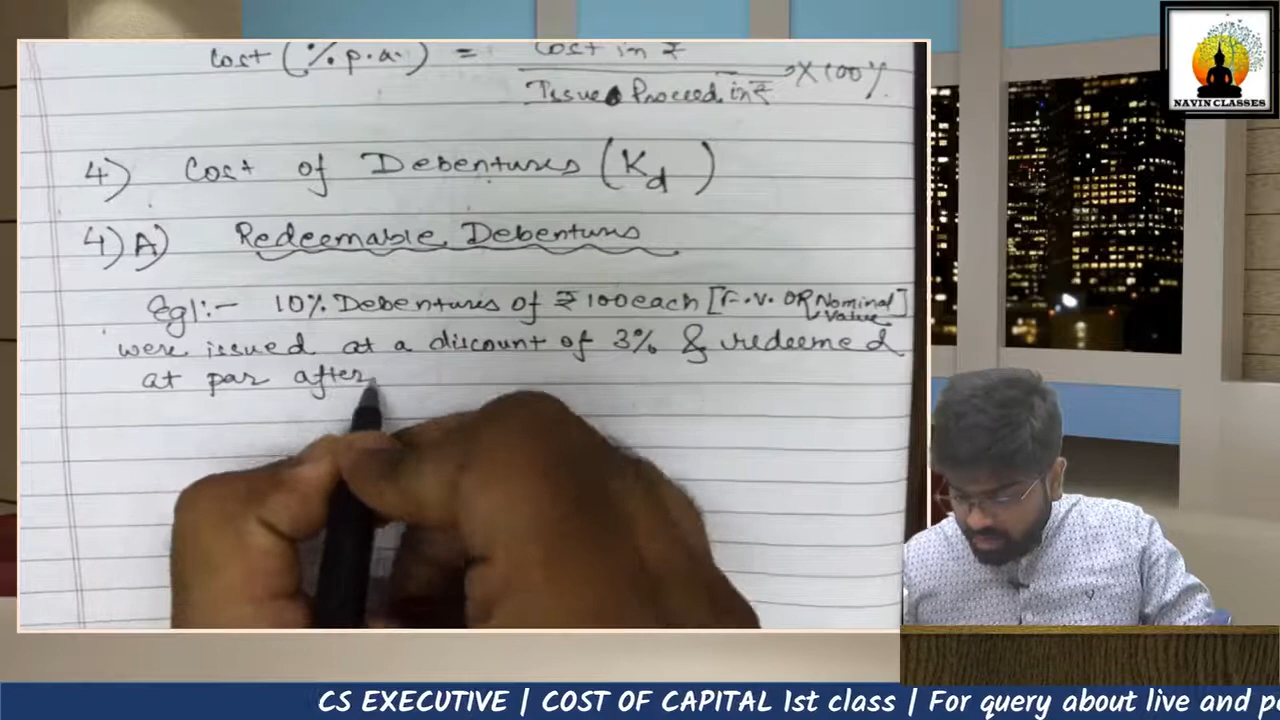 Cost (% p.a.) = Cost in ₹
Issue Proceed in ₹ X 100%
4) Cost of Debentures (Kd)
4) A) Redeemable Debentures
Eg1:- 10% Debentures of ₹ 100 each [F.V. OR Nominal Value]
were issued at a discount of 3% & redeemed
at par after
NAVIN CLASSES
CS EXECUTIVE | COST OF CAPITAL 1st class | For query about live and p